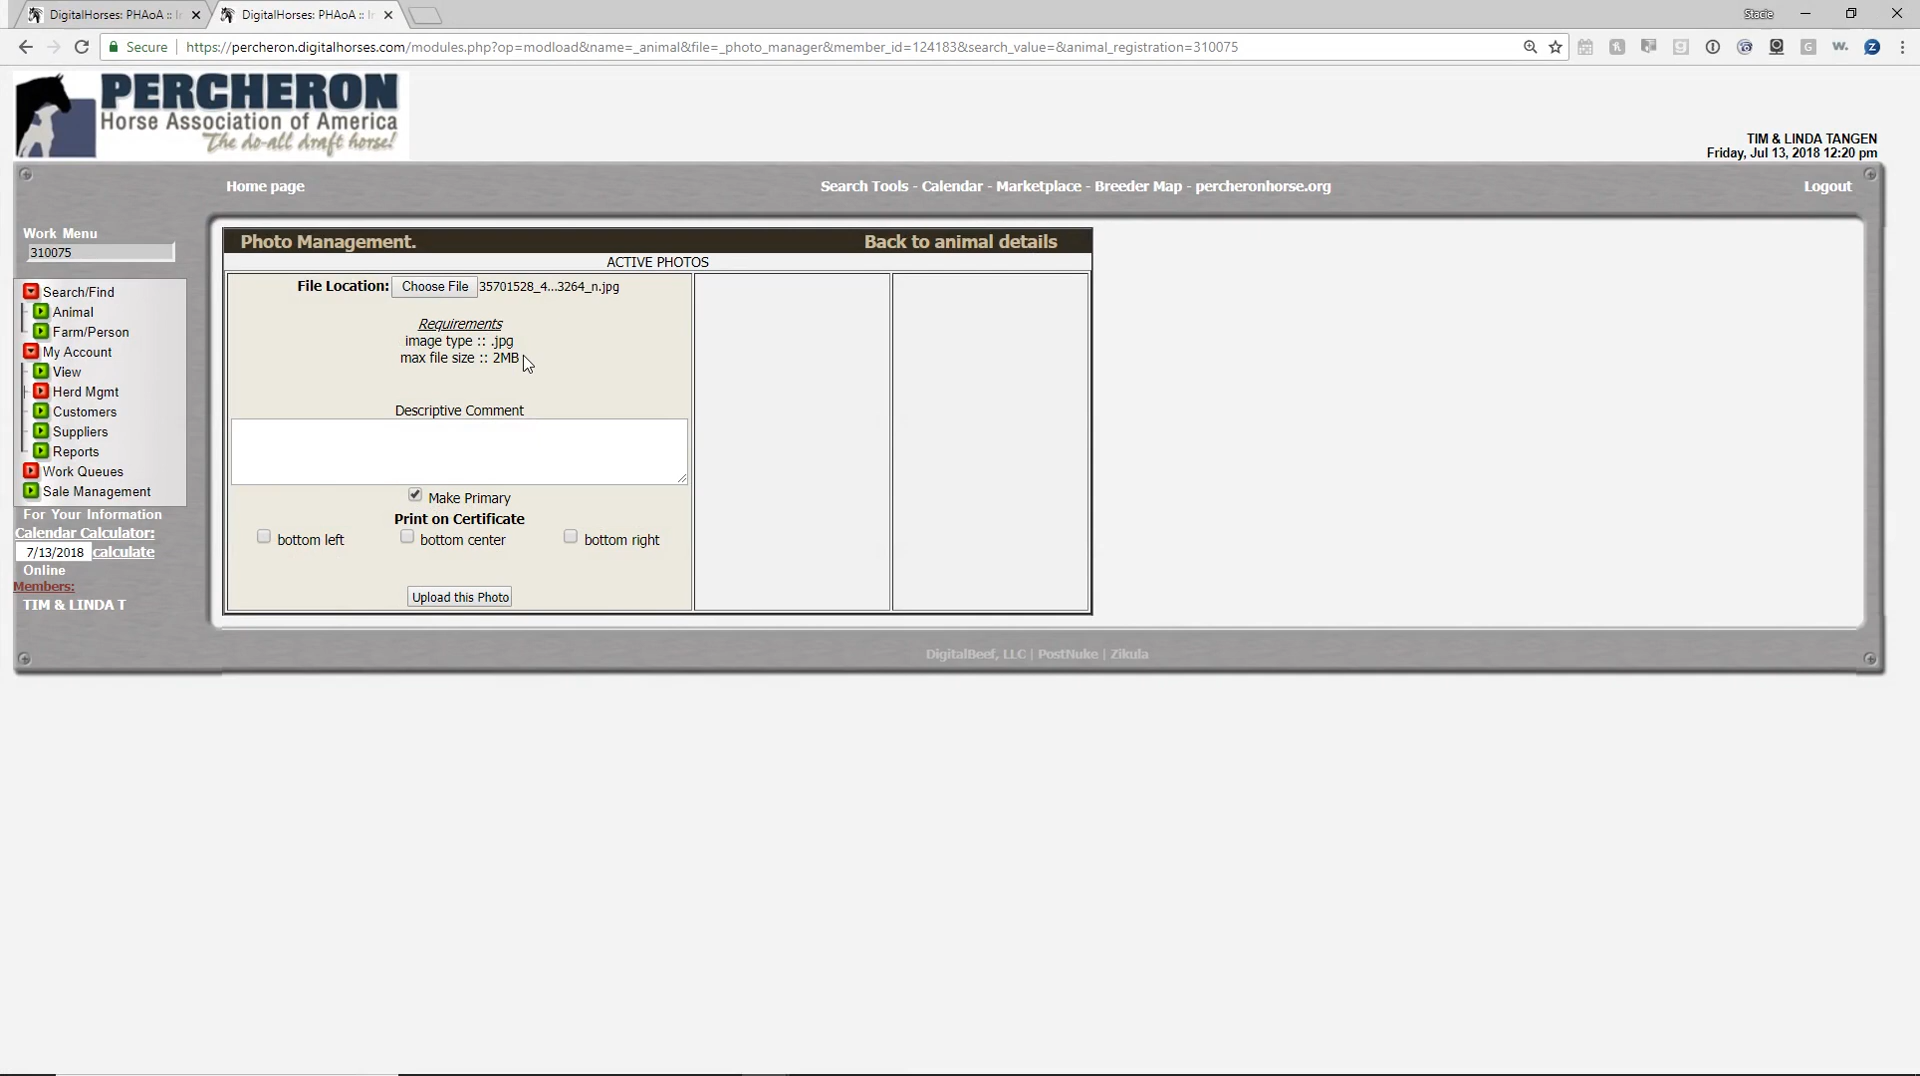 DigitalHorses: PHAoA :: I
DigitalHorses: PHAoA :: I
Stacie
Secure
https://percheron.digitalhorses.com/modules.php?op=modload&name=_animal&file=_photo_manager&member_id=124183&search_value=&animal_registration=310075
PERCHERON
Horse Association of America
The do-all draft horse!
TIM & LINDA TANGEN
Friday, Jul 13, 2018 12:20 pm
Home page
Search Tools - Calendar - Marketplace - Breeder Map - percheronhorse.org
Logout
Work Menu
310075
Search/Find
Animal
Farm/Person
My Account
View
Herd Mgmt
Customers
Suppliers
Reports
Work Queues
Sale Management
For Your Information
Calendar Calculator:
7/13/2018 calculate
Online
Members:
TIM & LINDA T
Photo Management.
Back to animal details
ACTIVE PHOTOS
File Location: Choose File 35701528_4...3264_n.jpg
Requirements
image type :: .jpg
max file size :: 2MB
Descriptive Comment
Make Primary
Print on Certificate
bottom left bottom center bottom right
Upload this Photo
DigitalBeef, LLC | PostNuke | Zikula